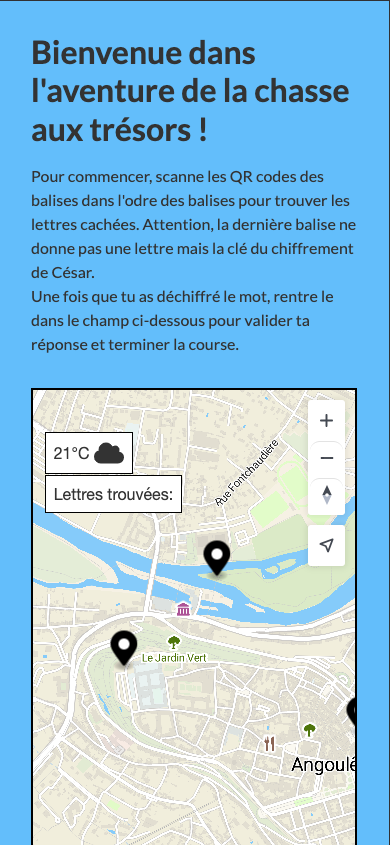 Bienvenue dans
l'aventure de la chasse
aux trésors !
Pour commencer, scanne les QR codes des
balises dans l'odre des balises pour trouver les
lettres cachées. Attention, la dernière balise ne
donne pas une lettre mais la clé du chiffrement
de César.
Une fois que tu as déchiffré le mot, rentre le
dans le champ ci-dessous pour valider ta
réponse et terminer la course.
21°C
Lettres trouvées:
Rue Fontchaudière
Le Jardin Vert
Angoulê